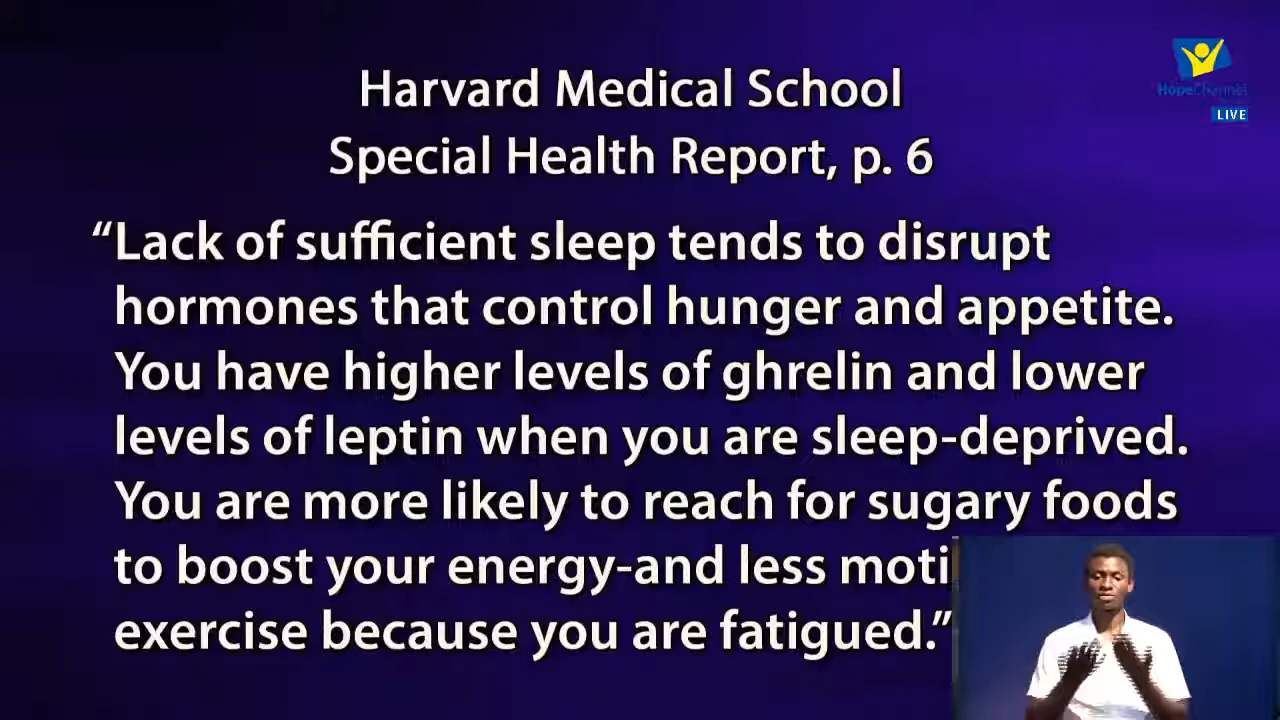 Harvard Medical School
Special Health Report, p. 6
“Lack of sufficient sleep tends to disrupt
hormones that control hunger and appetite.
You have higher levels of ghrelin and lower
levels of leptin when you are sleep-deprived.
You are more likely to reach for sugary foods
to boost your energy-and less moti
exercise because you are fatigued.”
HopeChannel
LIVE